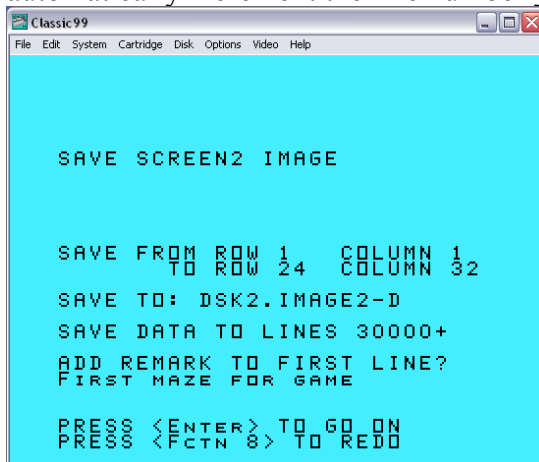 Classic99
File Edit System Cartridge Disk Options Video Help
SAVE SCREEN2 IMAGE
SAVE FROM ROW 1 COLUMN 1
TO ROW 24 COLUMN 32
SAVE TO: DSK2.IMAGE2-D
SAVE DATA TO LINES 30000+
ADD REMARK TO FIRST LINE?
FIRST MAZE FOR GAME
PRESS <ENTER> TO GO ON
PRESS <FCTN 8> TO REDO